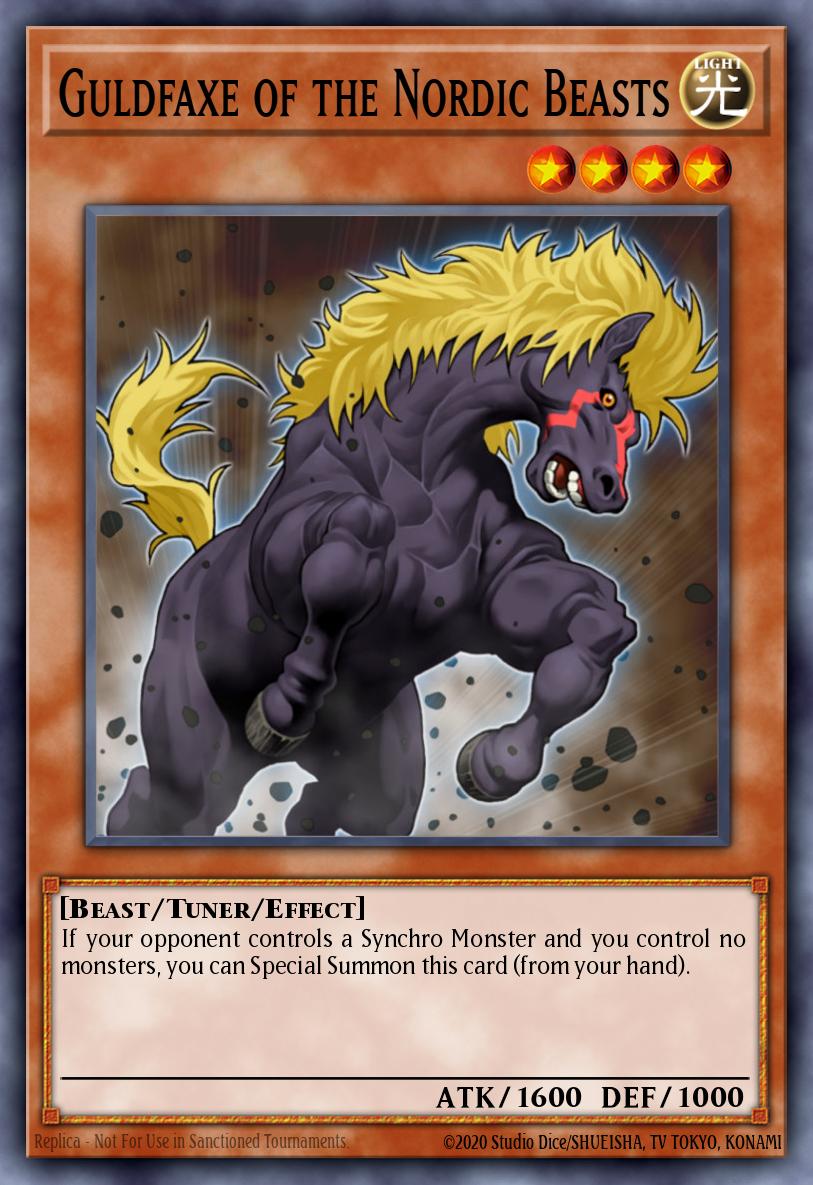 Guldfaxe of the Nordic Beasts
LIGHT
光
[Beast/Tuner/Effect]
If your opponent controls a Synchro Monster and you control no
monsters, you can Special Summon this card (from your hand).
ATK/1600 DEF/1000
Replica - Not For Use in Sanctioned Tournaments.
©2020 Studio Dice/SHUEISHA, TV TOKYO, KONAMI